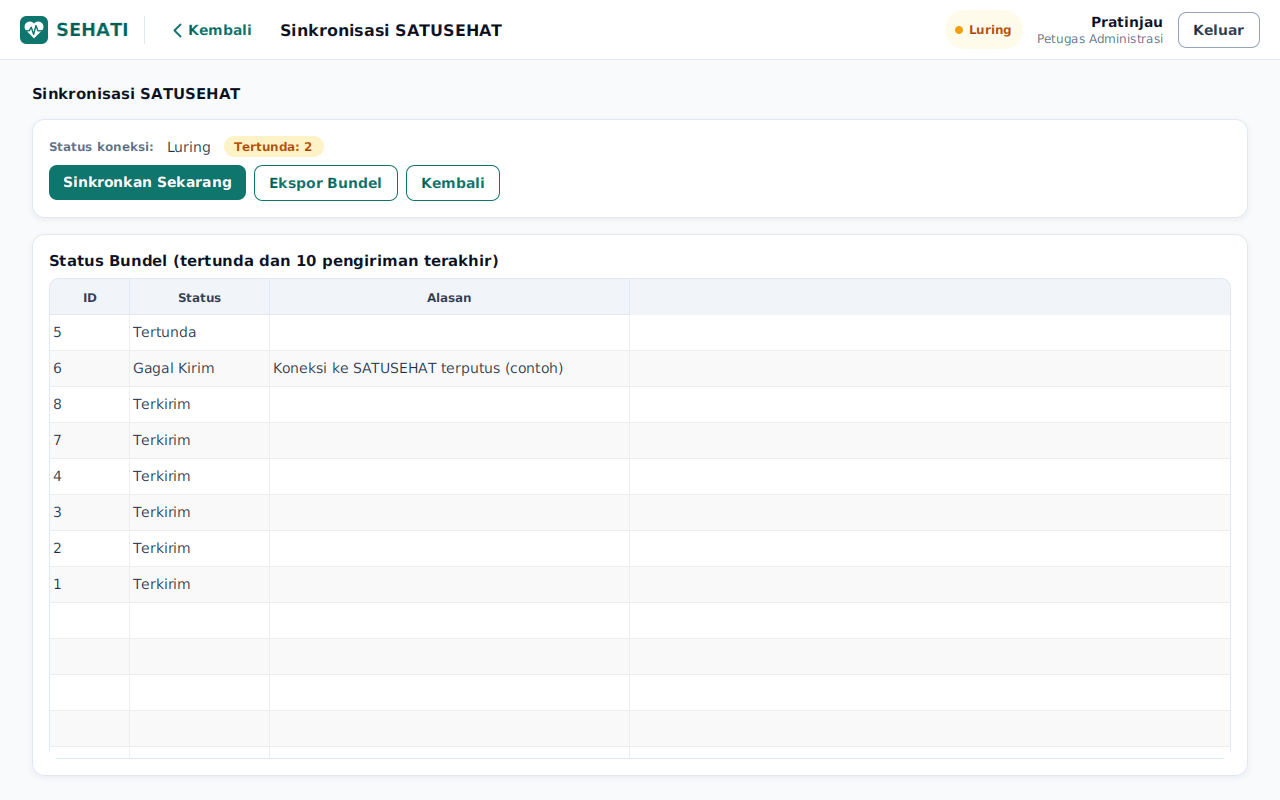 SEHATI
Kembali
Sinkronisasi SATUSEHAT
Luring
Pratinjau
Petugas Administrasi
Keluar
Sinkronisasi SATUSEHAT
Status koneksi: Luring Tertunda: 2
Sinkronkan Sekarang Ekspor Bundel Kembali
Status Bundel (tertunda dan 10 pengiriman terakhir)
ID Status Alasan
5 Tertunda
6 Gagal Kirim Koneksi ke SATUSEHAT terputus (contoh)
8 Terkirim
7 Terkirim
4 Terkirim
3 Terkirim
2 Terkirim
1 Terkirim